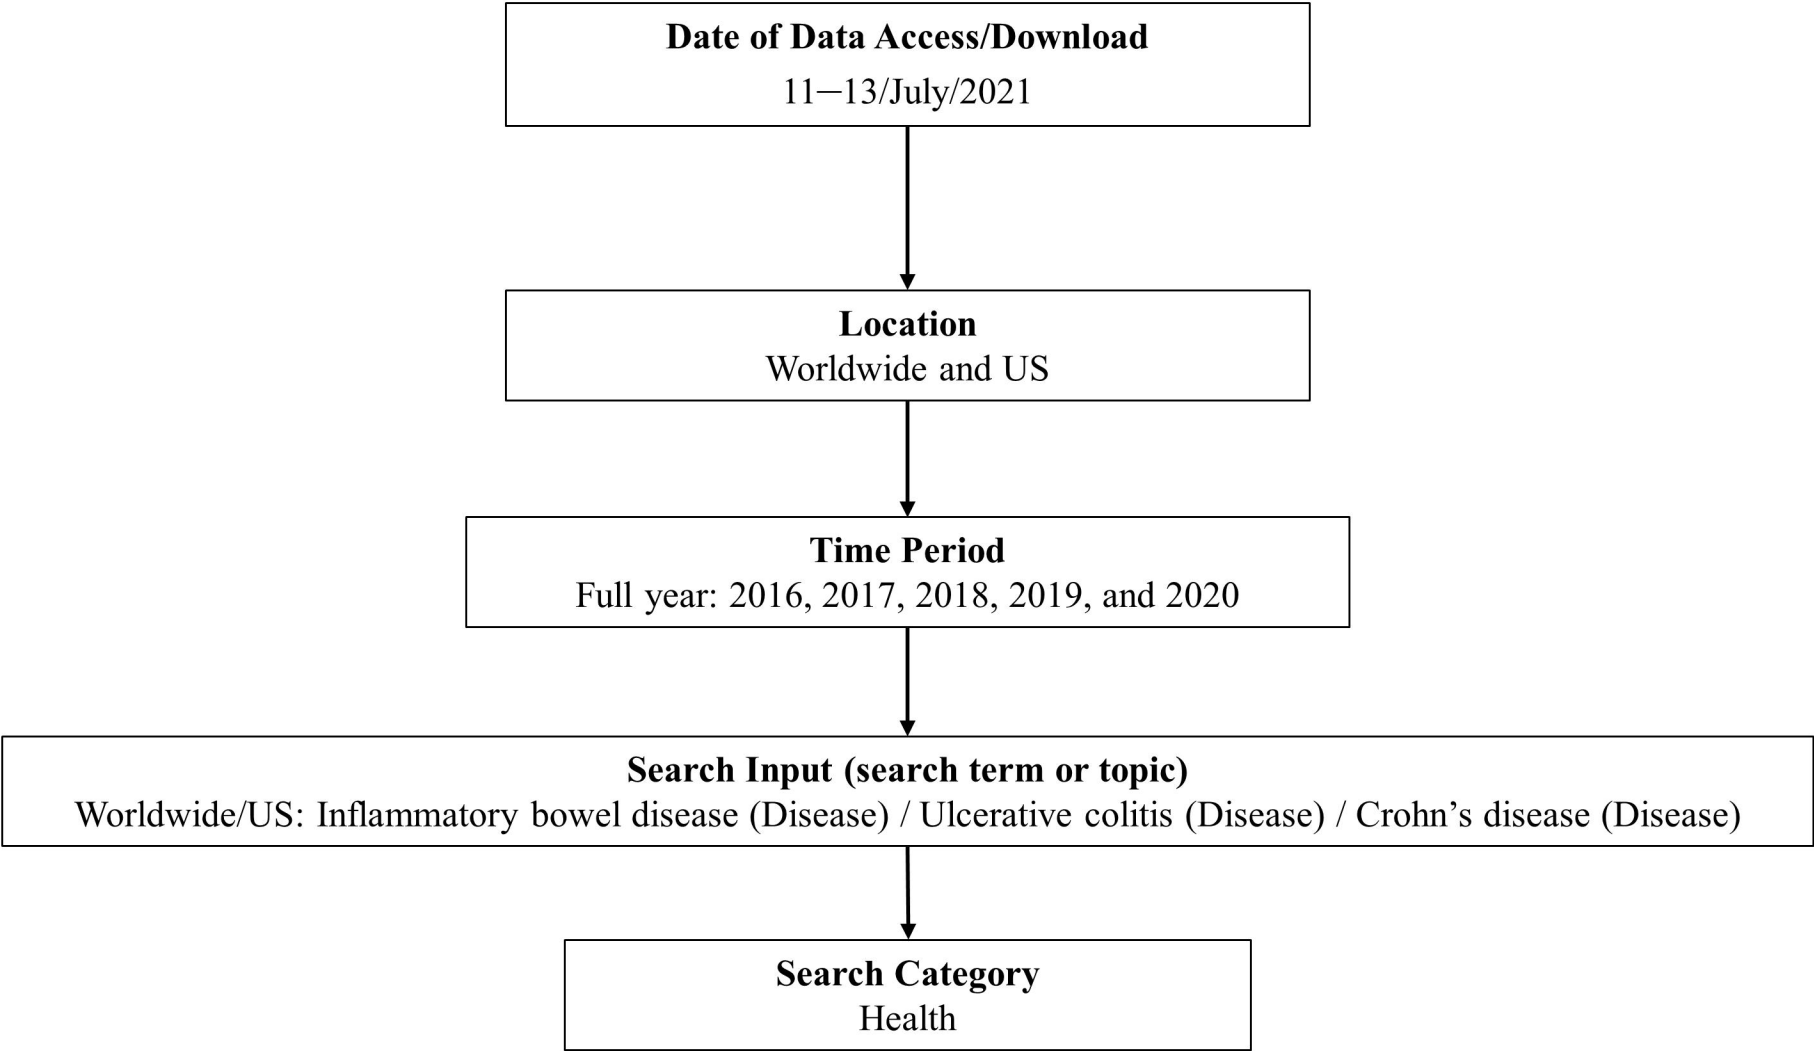 Date of Data Access/Download
11—13/July/2021
Location
Worldwide and US
Time Period
Full year: 2016, 2017, 2018, 2019, and 2020
Search Input (search term or topic)
Worldwide/US: Inflammatory bowel disease (Disease) / Ulcerative colitis (Disease) / Crohn’s disease (Disease)
Search Category
Health